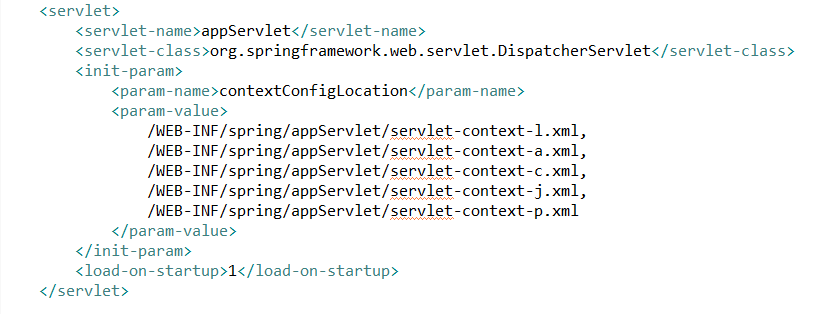 <servlet>
<servlet-name>appServlet</servlet-name>
<servlet-class>org.springframework.web.servlet.DispatcherServlet</servlet-class>
<init-param>
<param-name>contextConfigLocation</param-name>
<param-value>
/WEB-INF/spring/appServlet/servlet-context-l.xml,
/WEB-INF/spring/appServlet/servlet-context-a.xml,
/WEB-INF/spring/appServlet/servlet-context-c.xml,
/WEB-INF/spring/appServlet/servlet-context-j.xml,
/WEB-INF/spring/appServlet/servlet-context-p.xml
</param-value>
</init-param>
<load-on-startup>1</load-on-startup>
</servlet>